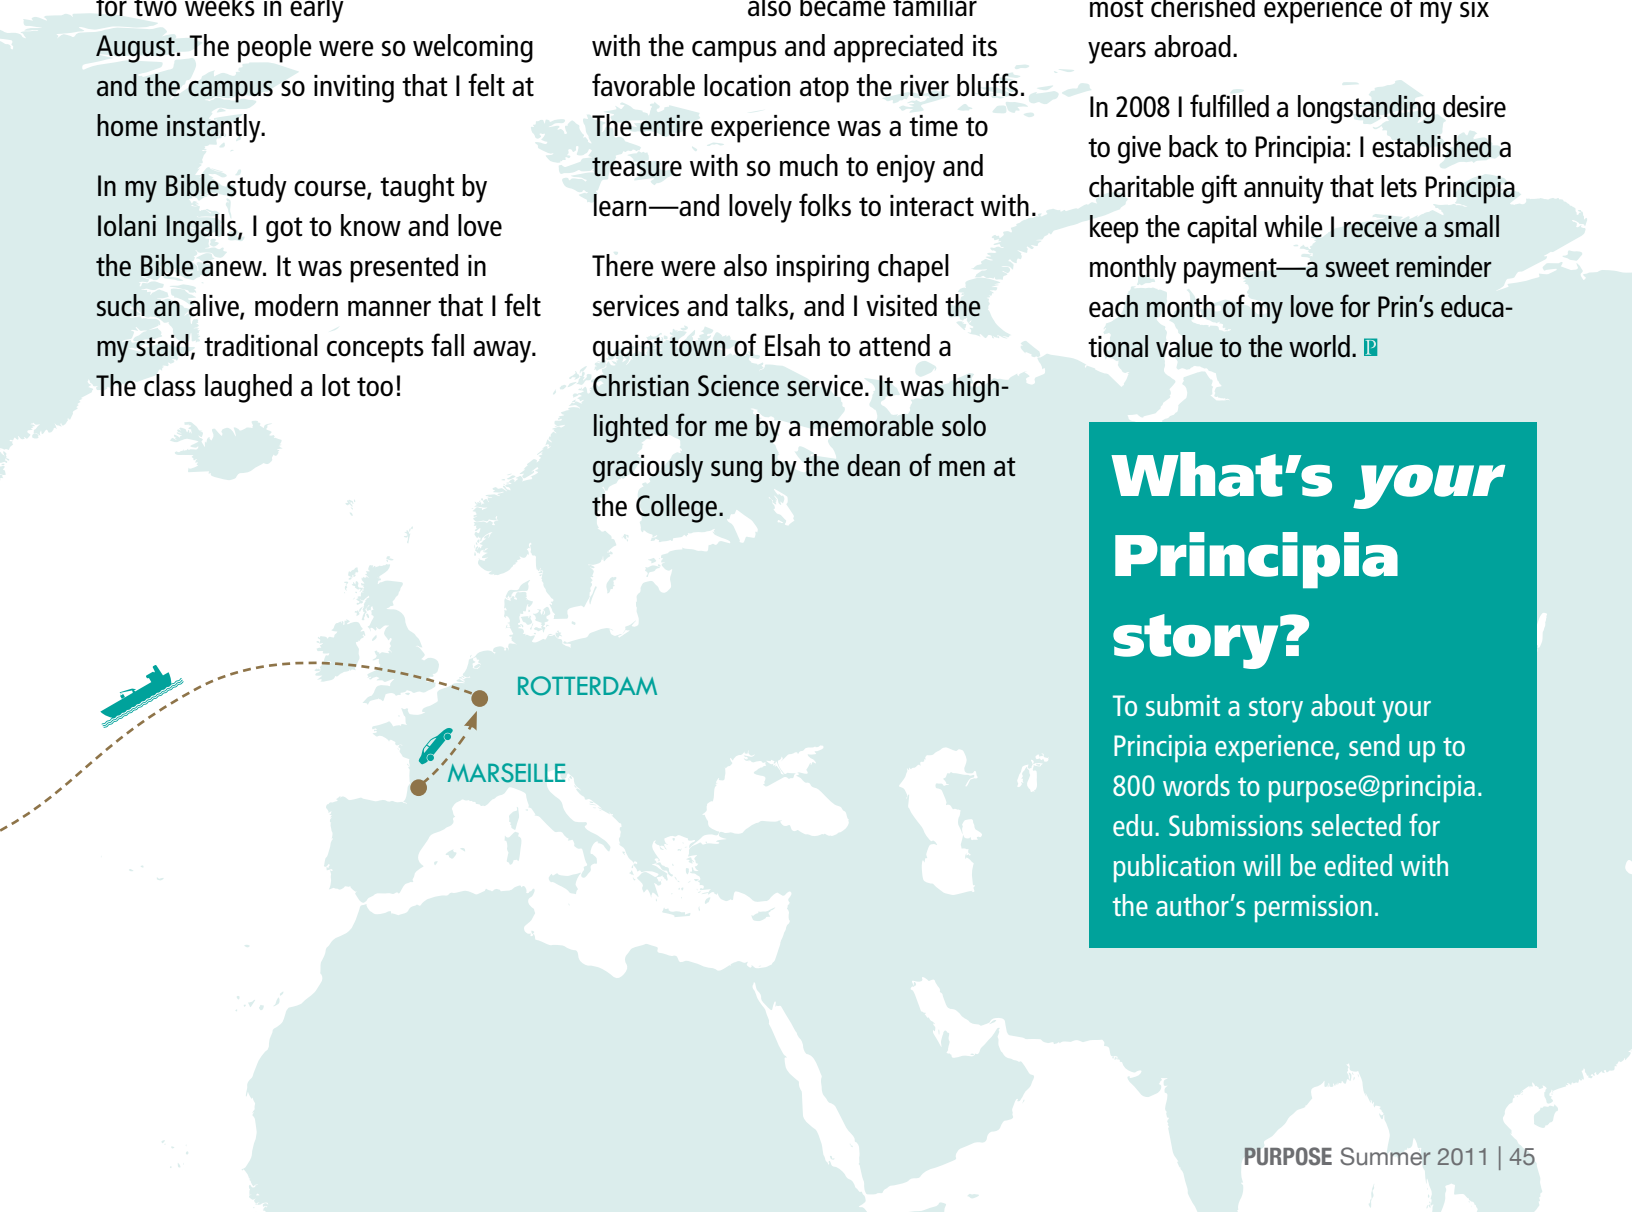 for two weeks in early
August. The people were so welcoming
and the campus so inviting that I felt at
home instantly.
In my Bible study course, taught by
Iolani Ingalls, I got to know and love
the Bible anew. It was presented in
such an alive, modern manner that I felt
my staid, traditional concepts fall away.
The class laughed a lot too!
also became familiar
with the campus and appreciated its
favorable location atop the river bluffs.
The entire experience was a time to
treasure with so much to enjoy and
learn—and lovely folks to interact with.
There were also inspiring chapel
services and talks, and I visited the
quaint town of Elsah to attend a
Christian Science service. It was high-
lighted for me by a memorable solo
graciously sung by the dean of men at
the College.
most cherished experience of my six
years abroad.
In 2008 I fulfilled a longstanding desire
to give back to Principia: I established a
charitable gift annuity that lets Principia
keep the capital while I receive a small
monthly payment—a sweet reminder
each month of my love for Prin’s educa-
tional value to the world. P
What’s your
Principia
story?
To submit a story about your
Principia experience, send up to
800 words to purpose@principia.
edu. Submissions selected for
publication will be edited with
the author’s permission.
ROTTERDAM
MARSEILLE
PURPOSE Summer 2011 | 45